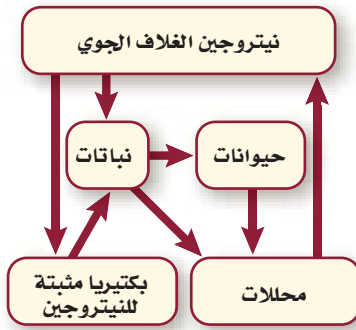 نيتروجين الغلاف الجوي
حيوانات
نباتات
محللات
بكتيريا مثبتة
للنيتروجين